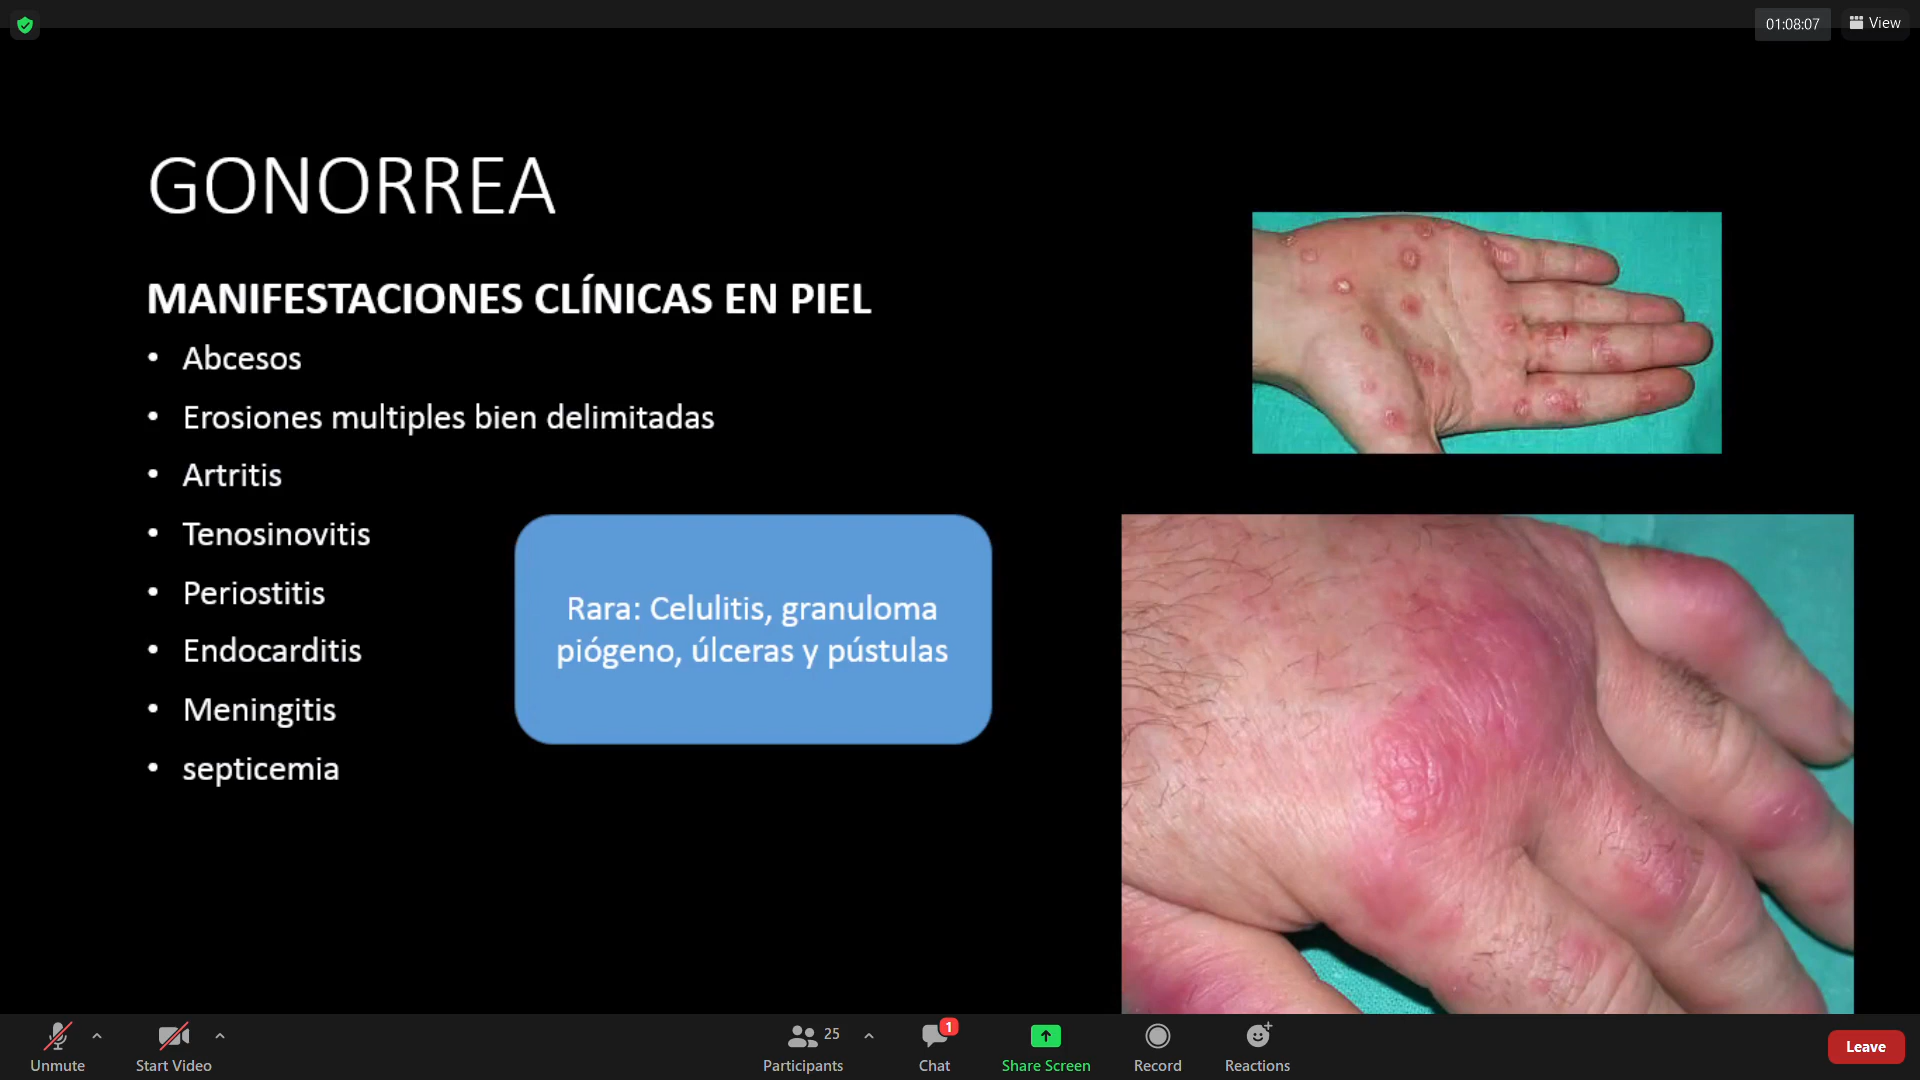 01:08:07
View
GONORREA
MANIFESTACIONES CLÍNICAS EN PIEL
• Abcesos
• Erosiones multiples bien delimitadas
• Artritis
• Tenosinovitis
• Periostitis
• Endocarditis
• Meningitis
• septicemia
Rara: Celulitis, granuloma
piógeno, úlceras y pústulas
Unmute
Start Video
25
Participants
1
Chat
Share Screen
Record
Reactions
Leave